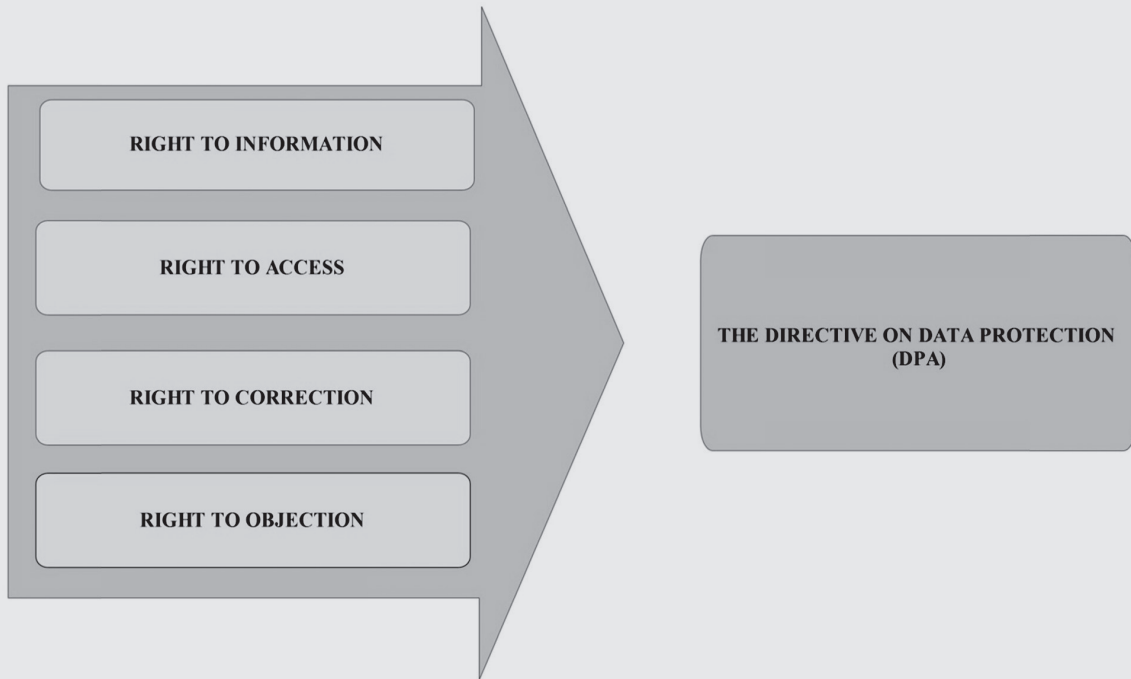 RIGHT TO INFORMATION
RIGHT TO ACCESS
RIGHT TO CORRECTION
RIGHT TO OBJECTION
THE DIRECTIVE ON DATA PROTECTION
(DPA)